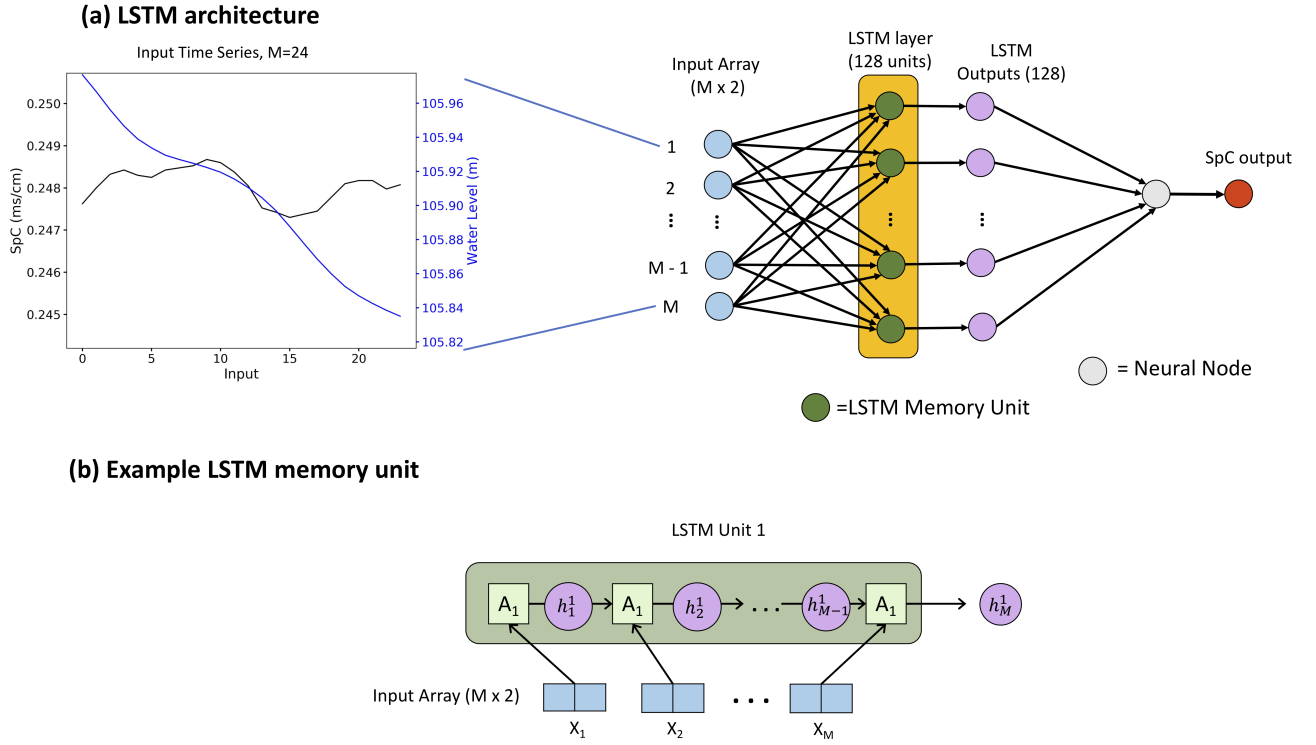 (a) LSTM architecture
Input Time Series, M=24
SpC (ms/cm)
0.250
0.249
0.248
0.247
0.246
0.245
0 5 10 15 20
Input
105.96
105.94
105.92
105.90
105.88
105.86
105.84
105.82
Water Level (m)
Input Array
(M x 2)
1
2
M - 1
M
LSTM layer
(128 units)
LSTM
Outputs (128)
SpC output
= Neural Node
=LSTM Memory Unit
(b) Example LSTM memory unit
LSTM Unit 1
A₁ h₁¹ A₁ h₂¹ ... h¹M−1 A₁ h¹M
Input Array (M x 2)
...
X₁ X₂ XM